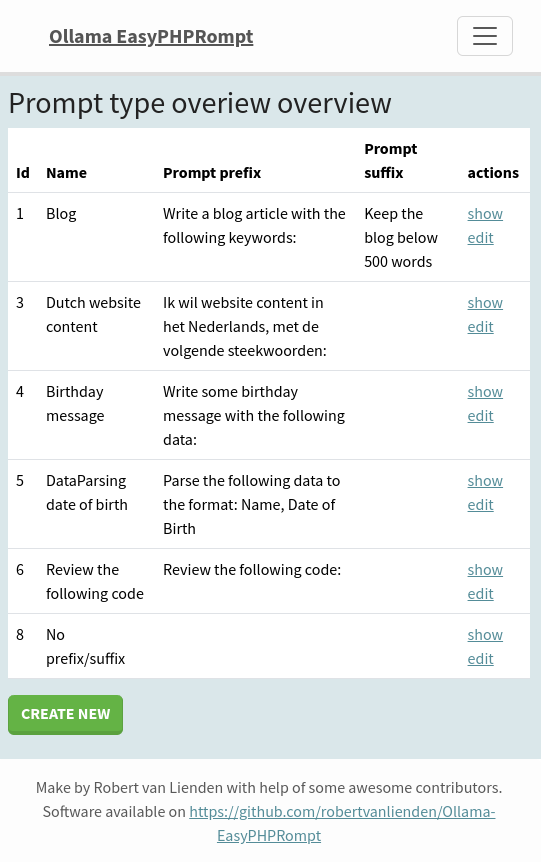 Ollama EasyPHPRompt
Prompt type overiew overview
Id Name Prompt prefix Prompt suffix actions
1 Blog Write a blog article with the following keywords: Keep the blog below 500 words show edit
3 Dutch website content Ik wil website content in het Nederlands, met de volgende steekwoorden: show edit
4 Birthday message Write some birthday message with the following data: show edit
5 DataParsing date of birth Parse the following data to the format: Name, Date of Birth show edit
6 Review the following code Review the following code: show edit
8 No prefix/suffix show edit
CREATE NEW
Make by Robert van Lienden with help of some awesome contributors.
Software available on https://github.com/robertvanlienden/Ollama-
EasyPHPRompt